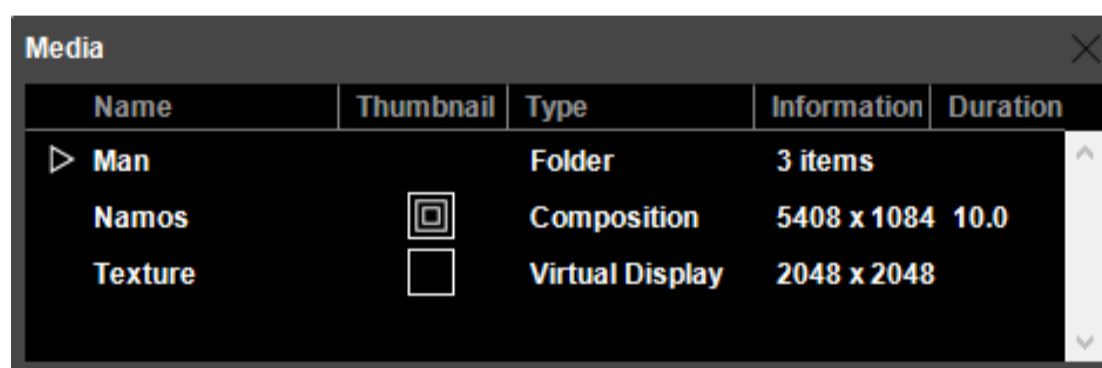 Media
Name Thumbnail Type Information Duration
Man Folder 3 items
Namos Composition 5408 x 1084 10.0
Texture Virtual Display 2048 x 2048